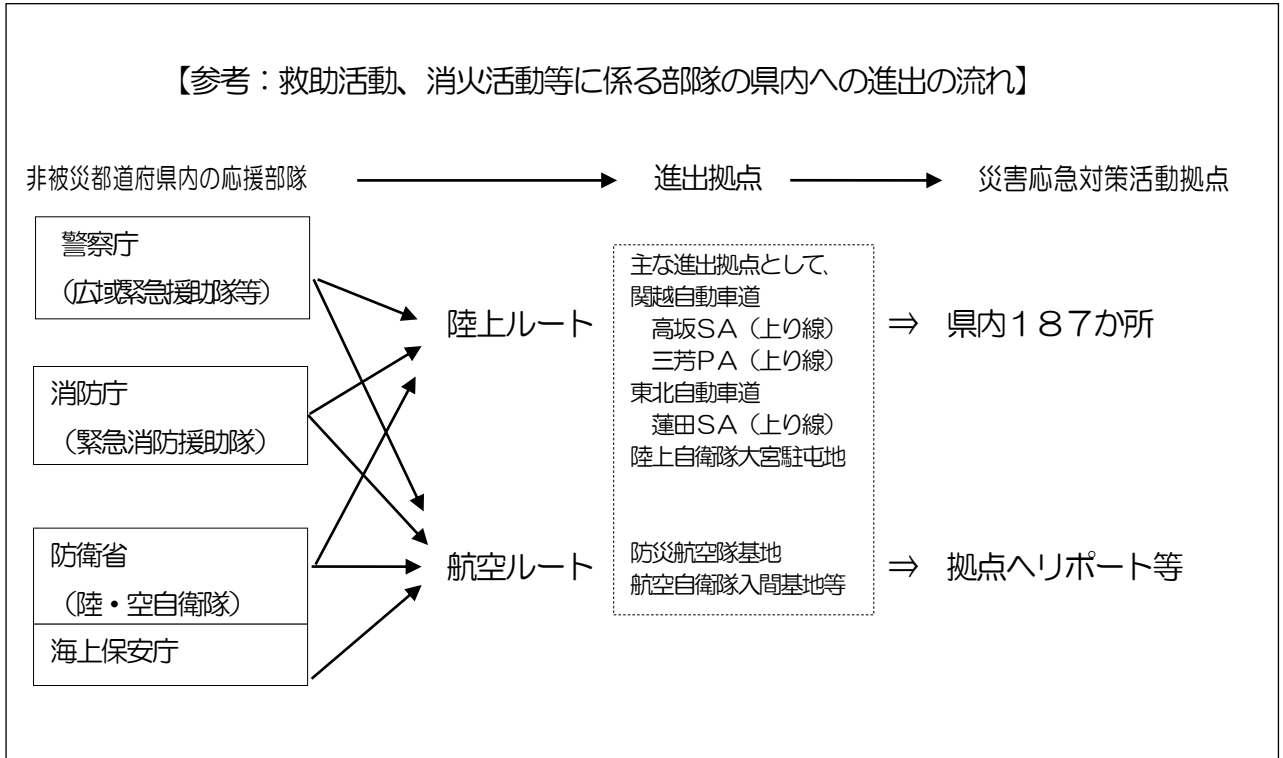 【参考：救助活動、消火活動等に係る部隊の県内への進出の流れ】
非被災都道府県内の応援部隊
進出拠点
災害応急対策活動拠点
警察庁
（広域緊急援助隊等）
消防庁
（緊急消防援助隊）
防衛省
（陸・空自衛隊）
海上保安庁
陸上ルート
主な進出拠点として、
関越自動車道
高坂ＳＡ（上り線）
三芳ＰＡ（上り線）
東北自動車道
蓮田ＳＡ（上り線）
陸上自衛隊大宮駐屯地
⇒ 県内１８７か所
航空ルート
防災航空隊基地
航空自衛隊入間基地等
⇒ 拠点ヘリポート等